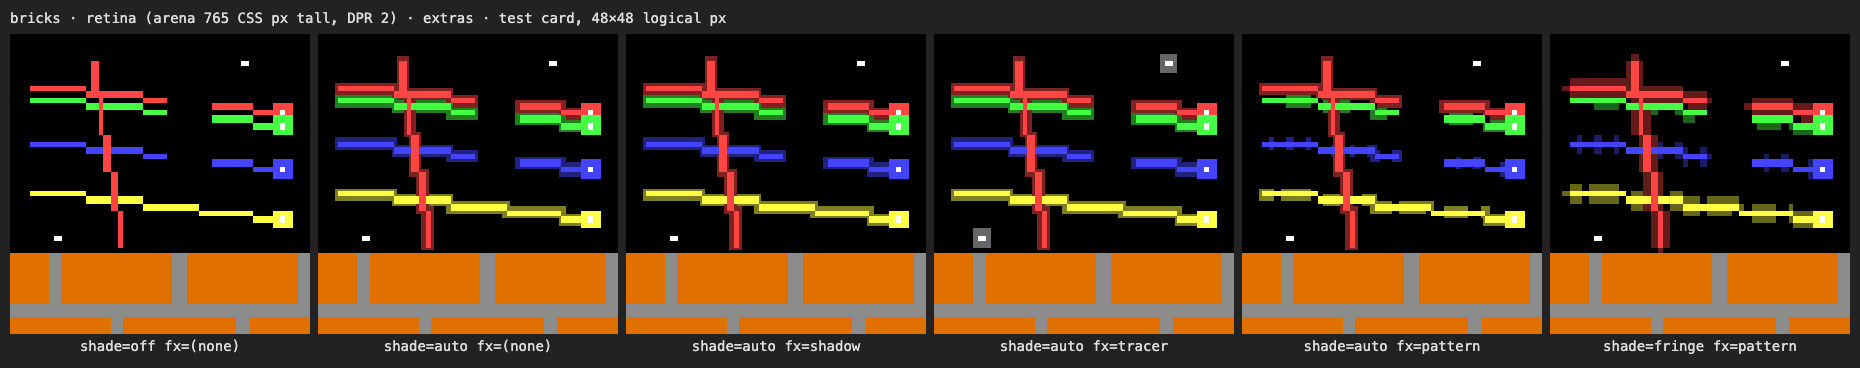 bricks · retina (arena 765 CSS px tall, DPR 2) · extras · test card, 48×48 logical px
shade=off fx=(none)
shade=auto fx=(none)
shade=auto fx=shadow
shade=auto fx=tracer
shade=auto fx=pattern
shade=fringe fx=pattern